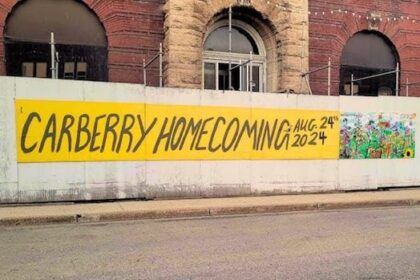 CARBERRY HOMECOMING AUG. 24TH
2024